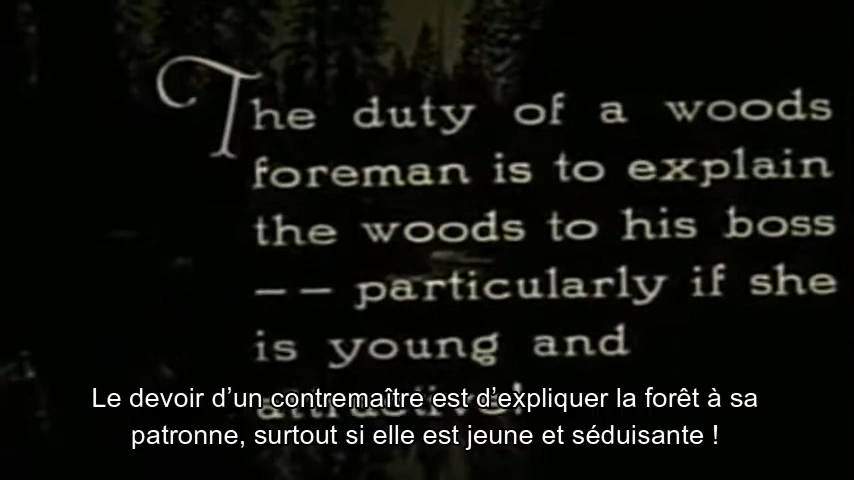 The duty of a woods
foreman is to explain
the woods to his boss
-- particularly if she
is young and
attractive!
Le devoir d’un contremaître est d’expliquer la forêt à sa
patronne, surtout si elle est jeune et séduisante !